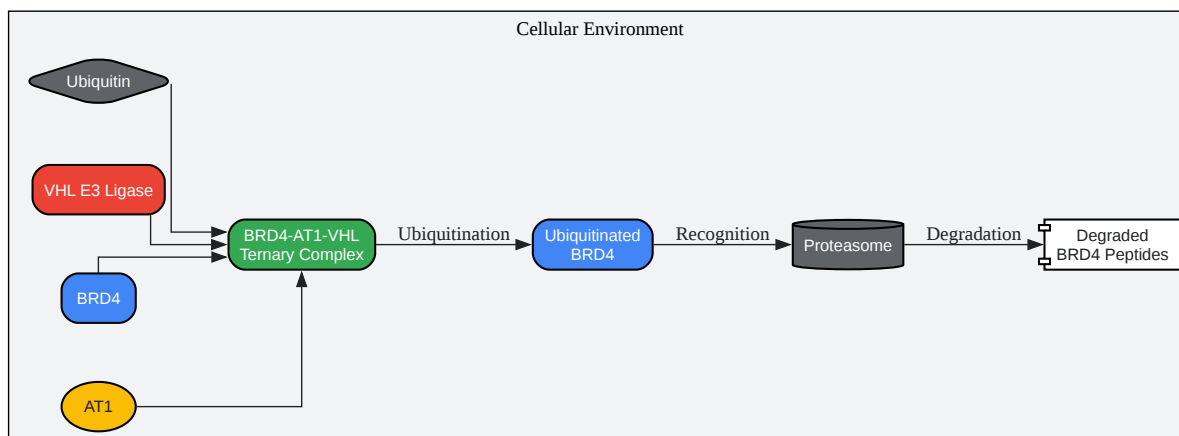 Cellular Environment
Ubiquitin
VHL E3 Ligase
BRD4
AT1
BRD4-AT1-VHL
Ternary Complex
Ubiquitination
Ubiquitinated
BRD4
Recognition
Proteasome
Degradation
Degraded
BRD4 Peptides